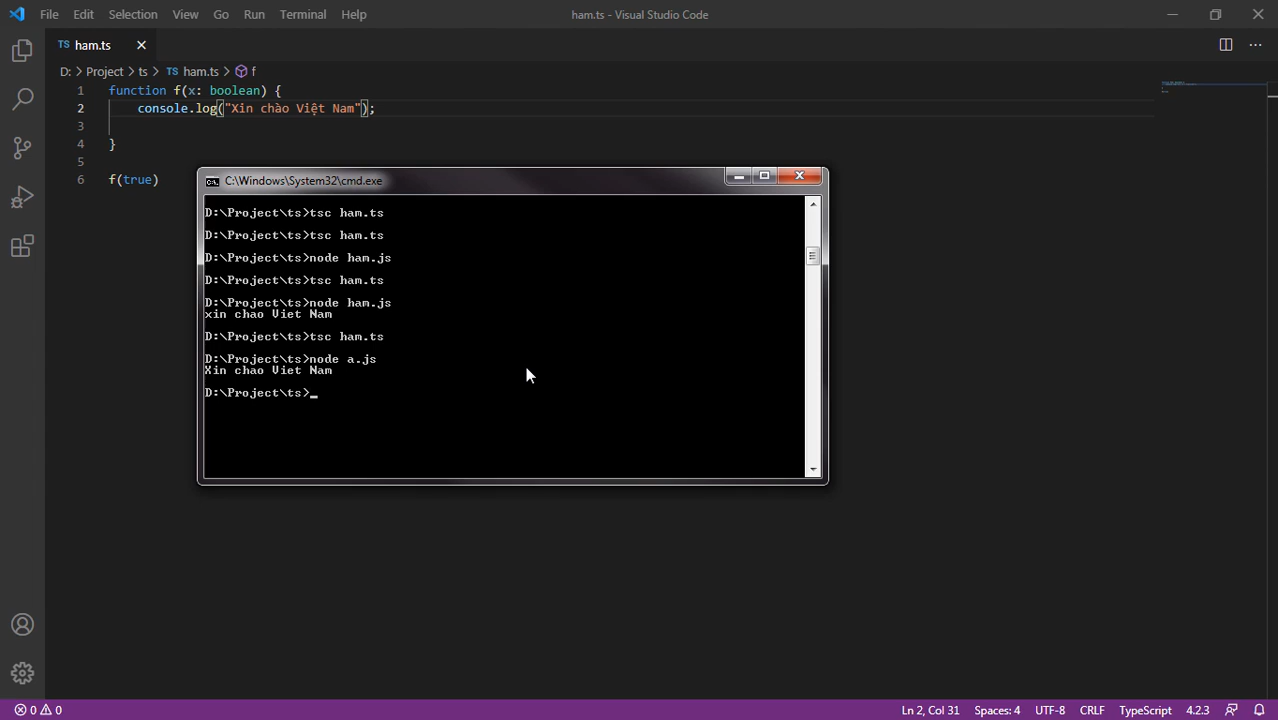 File Edit Selection View Go Run Terminal Help
ham.ts - Visual Studio Code
TS ham.ts
D: > Project > ts > TS ham.ts > f
1 function f(x: boolean) {
2 console.log("Xin chào Việt Nam");
3
4 }
5
6 f(true)
C:\Windows\System32\cmd.exe
D:\Project\ts>tsc ham.ts
D:\Project\ts>tsc ham.ts
D:\Project\ts>node ham.js
D:\Project\ts>tsc ham.ts
D:\Project\ts>node ham.js
xin chao Viet Nam
D:\Project\ts>tsc ham.ts
D:\Project\ts>node a.js
Xin chao Viet Nam
D:\Project\ts>_
0 0 Ln 2, Col 31 Spaces: 4 UTF-8 CRLF TypeScript 4.2.3